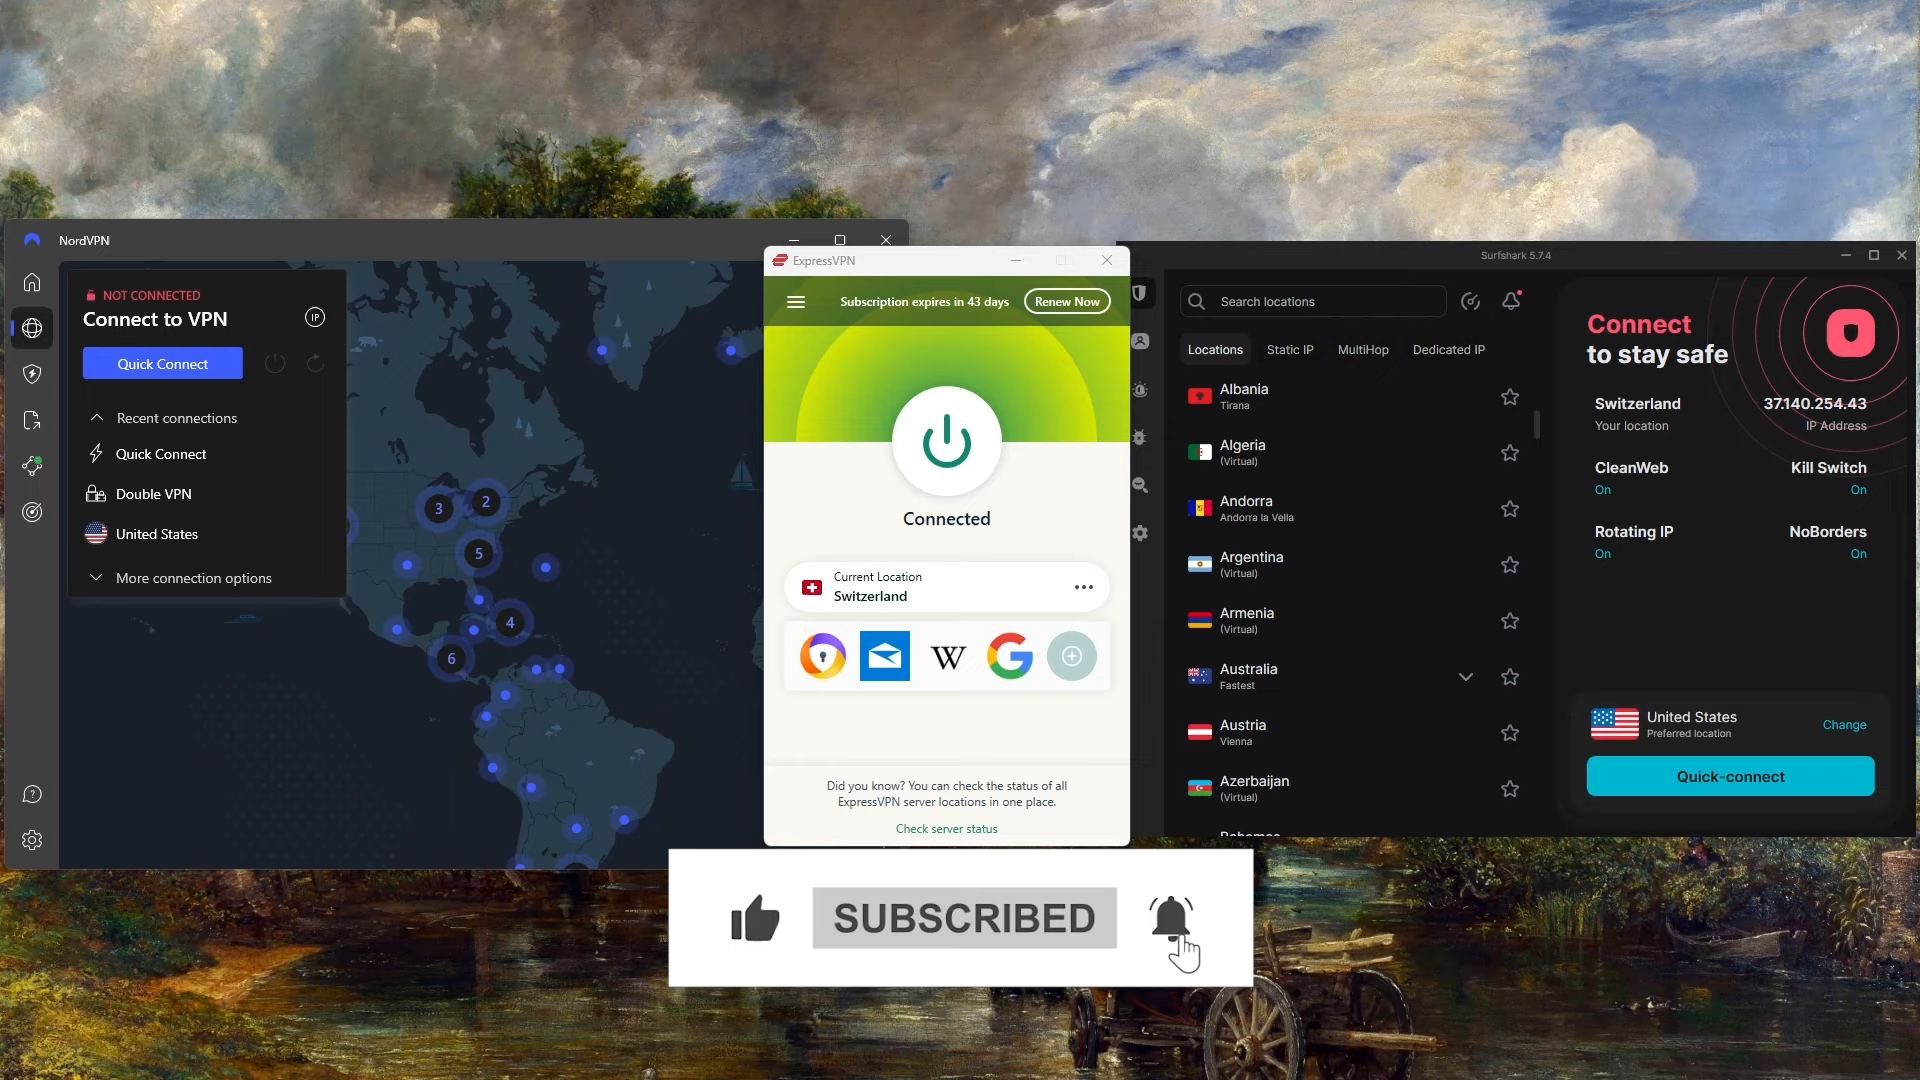 NordVPN
NOT CONNECTED
Connect to VPN
IP
Quick Connect
Recent connections
Quick Connect
Double VPN
United States
More connection options
3
2
5
4
6
ExpressVPN
Subscription expires in 43 days
Renew Now
Connected
Current Location
Switzerland
W
G
Did you know? You can check the status of all
ExpressVPN server locations in one place.
Check server status
Surfshark 5.7.4
Search locations
Locations
Static IP
MultiHop
Dedicated IP
Albania
Tirana
Algeria
(Virtual)
Andorra
Andorra la Vella
Argentina
(Virtual)
Armenia
(Virtual)
Australia
Fastest
Austria
Vienna
Azerbaijan
(Virtual)
Bahamas
Connect
to stay safe
Switzerland
37.140.254.43
Your location
IP Address
CleanWeb
Kill Switch
On
On
Rotating IP
NoBorders
On
On
United States
Preferred location
Change
Quick-connect
SUBSCRIBED